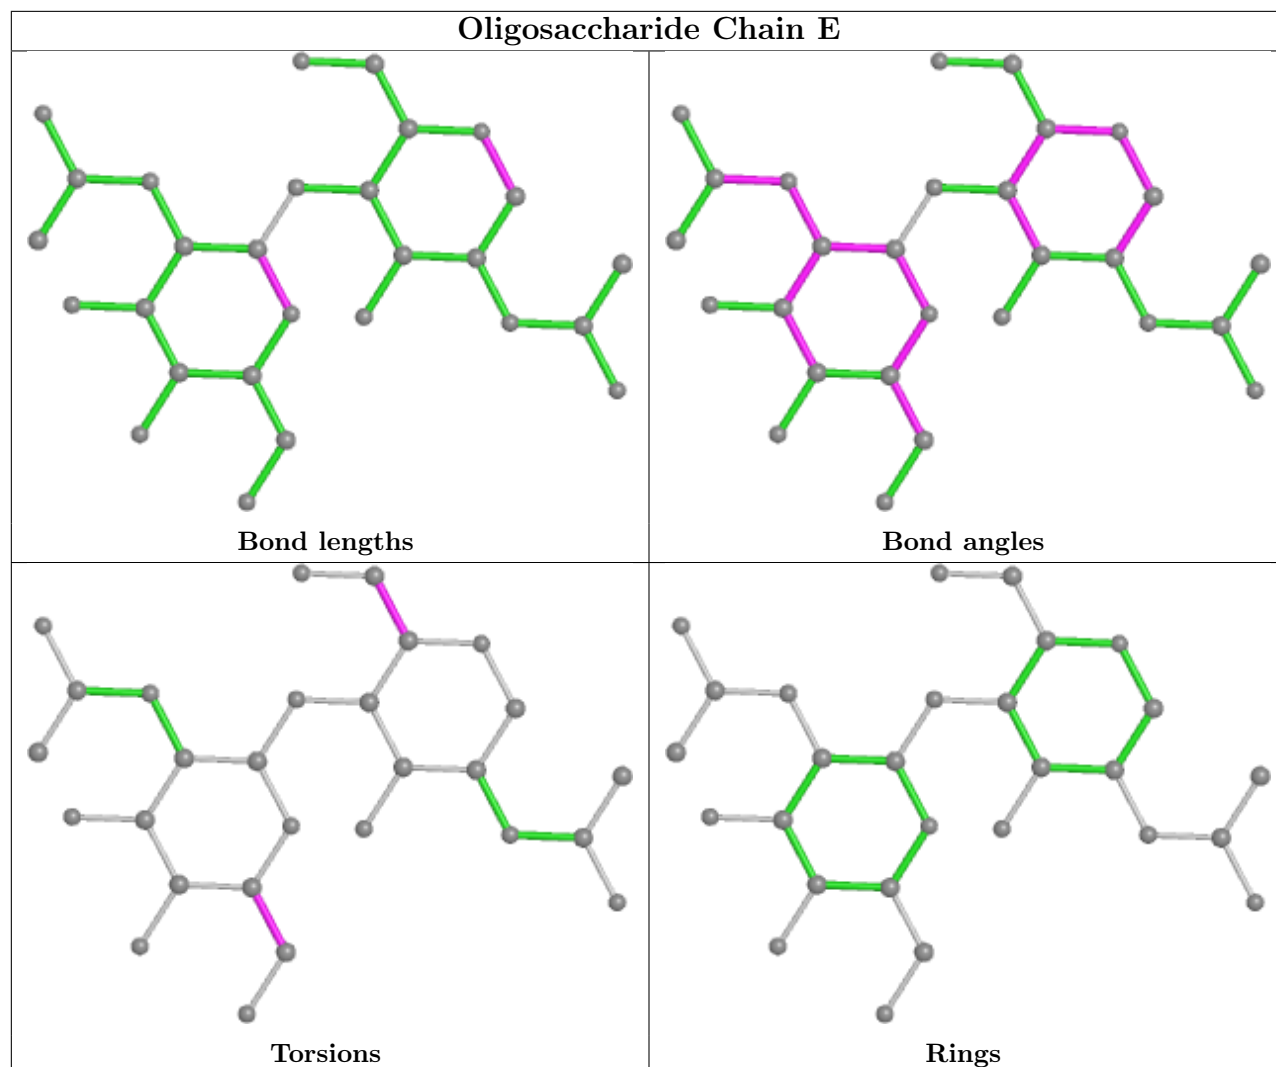 Oligosaccharide Chain E
Bond lengths
Bond angles
Torsions
Rings